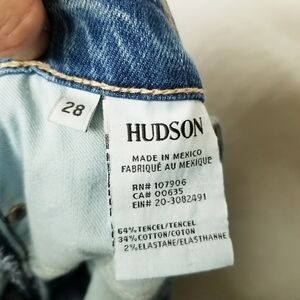 28
HUDSON
MADE IN MEXICO
FABRIQUÉ AU MEXIQUE
RN# 107906
CA# 00635
EIN# 20-3082491
64% TENCEL/TENCEL
34% COTTON/COTON
2% ELASTANE/ELASTHANNE